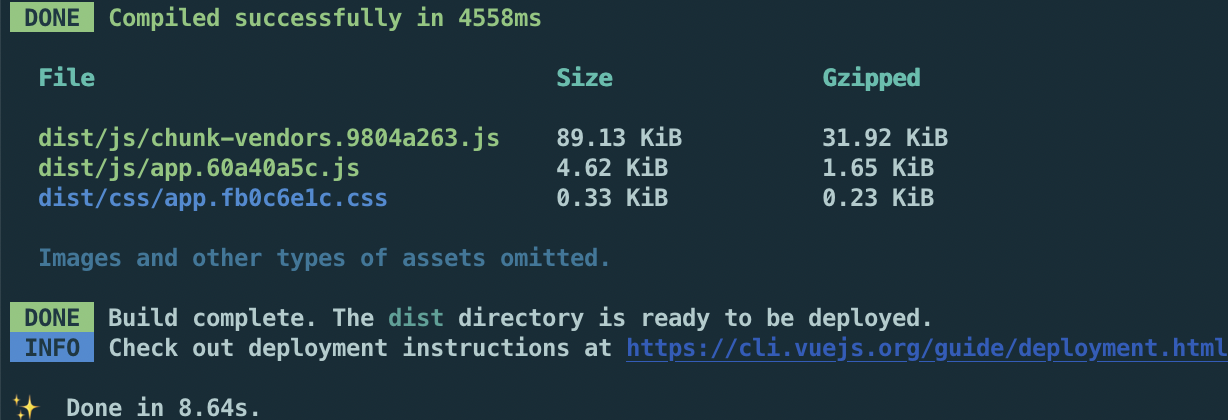 DONE Compiled successfully in 4558ms
File Size Gzipped
dist/js/chunk-vendors.9804a263.js 89.13 KiB 31.92 KiB
dist/js/app.60a40a5c.js 4.62 KiB 1.65 KiB
dist/css/app.fb0c6e1c.css 0.33 KiB 0.23 KiB
Images and other types of assets omitted.
DONE Build complete. The dist directory is ready to be deployed.
INFO Check out deployment instructions at https://cli.vuejs.org/guide/deployment.html
✨ Done in 8.64s.